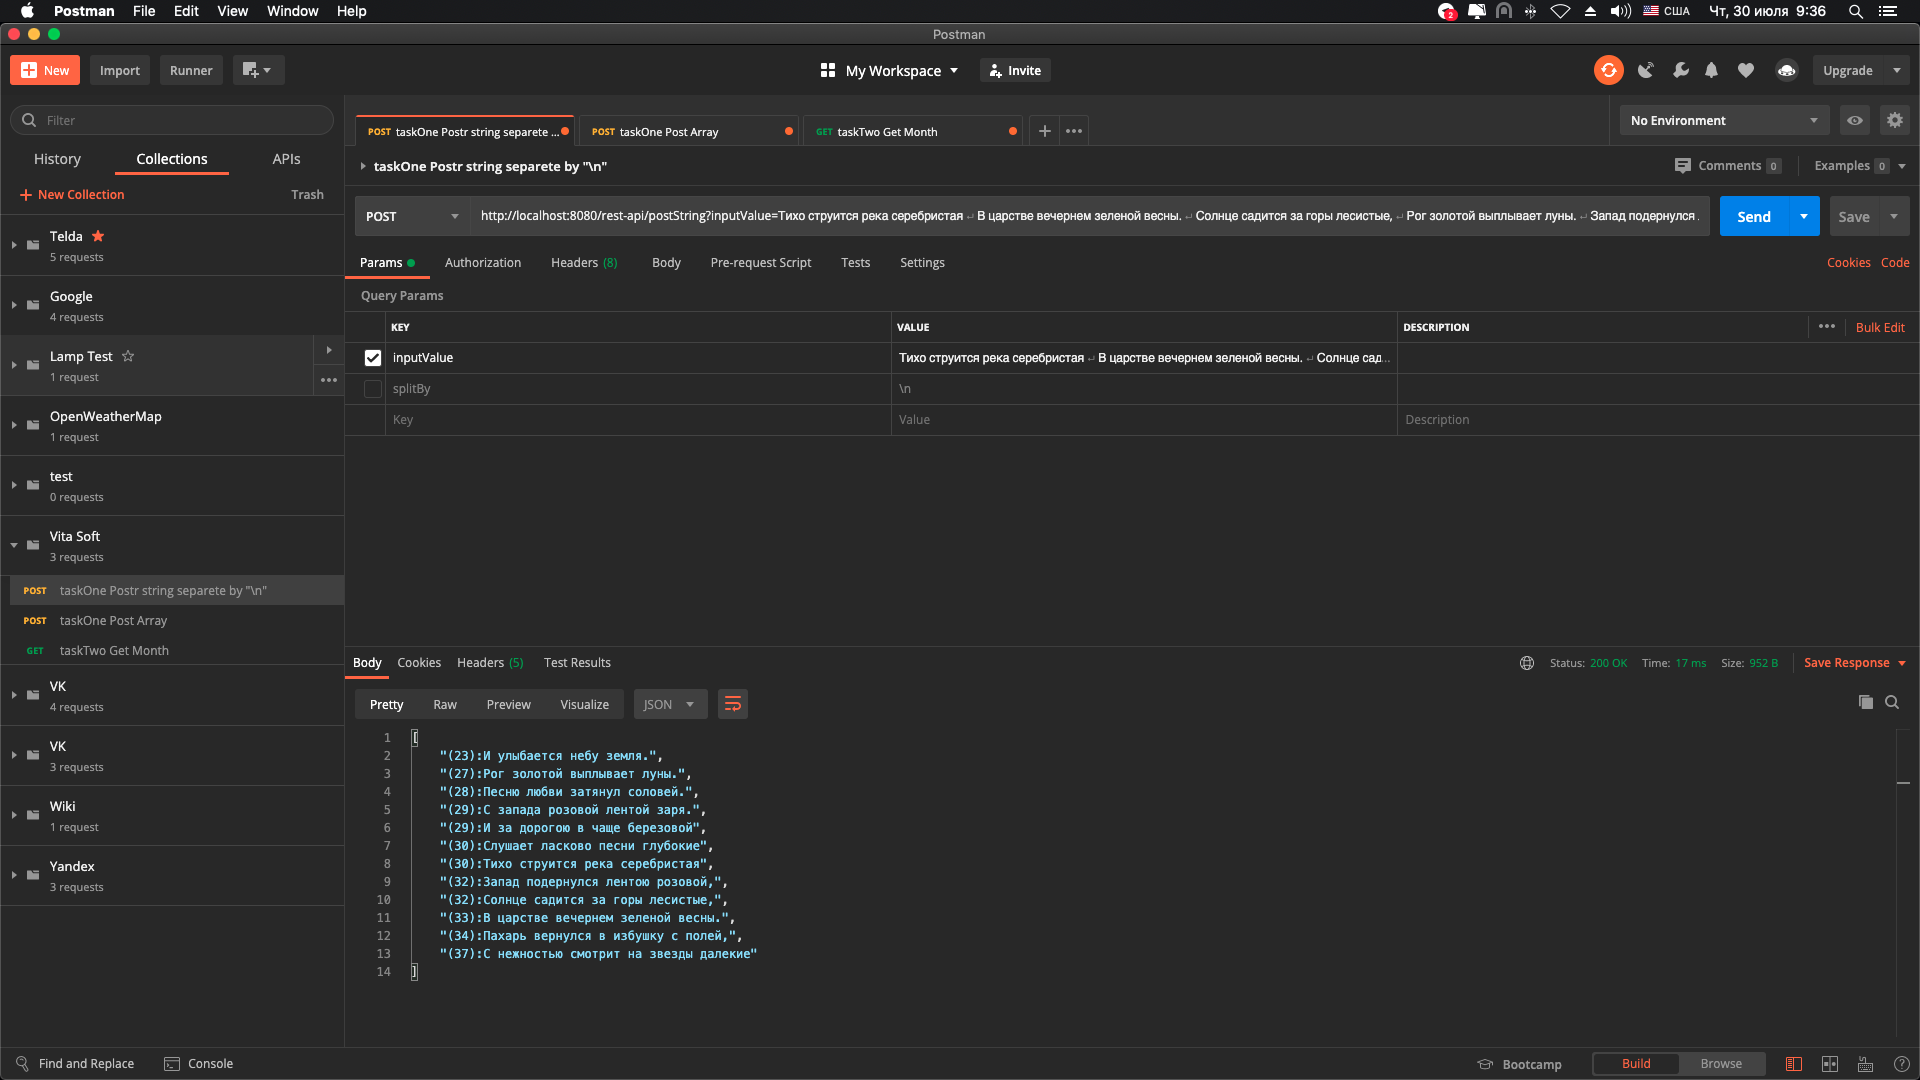 Postman File Edit View Window Help
2 США Чт, 30 июля 9:36
Postman
New Import Runner
My Workspace Invite
Upgrade
Filter
History Collections APIs
New Collection Trash
Telda
5 requests
Google
4 requests
Lamp Test
1 request
OpenWeatherMap
1 request
test
0 requests
Vita Soft
3 requests
POST taskOne Postr string separete by "\n"
POST taskOne Post Array
GET taskTwo Get Month
VK
4 requests
VK
3 requests
Wiki
1 request
Yandex
3 requests
POST taskOne Postr string separete ...
POST taskOne Post Array
GET taskTwo Get Month
No Environment
taskOne Postr string separete by "\n"
Comments 0 Examples 0
POST http://localhost:8080/rest-api/postString?inputValue=Тихо струится река серебристая ↵ В царстве вечернем зеленой весны. ↵ Солнце садится за горы лесистые, ↵ Рог золотой выплывает луны. ↵ Запад подернулся
Send Save
Params Authorization Headers (8) Body Pre-request Script Tests Settings
Cookies Code
Query Params
KEY VALUE DESCRIPTION
Bulk Edit
inputValue Тихо струится река серебристая ↵ В царстве вечернем зеленой весны. ↵ Солнце сад...
splitBy \n
Key Value Description
Body Cookies Headers (5) Test Results
Status: 200 OK Time: 17 ms Size: 952 B Save Response
Pretty Raw Preview Visualize JSON
1 [
2 "(23):И улыбается небу земля.",
3 "(27):Рог золотой выплывает луны.",
4 "(28):Песню любви затянул соловей.",
5 "(29):С запада розовой лентой заря.",
6 "(29):И за дорогою в чаще березовой",
7 "(30):Слушает ласково песни глубокие",
8 "(30):Тихо струится река серебристая",
9 "(32):Запад подернулся лентою розовой,",
10 "(32):Солнце садится за горы лесистые,",
11 "(33):В царстве вечернем зеленой весны.",
12 "(34):Пахарь вернулся в избушку с полей,",
13 "(37):С нежностью смотрит на звезды далекие"
14 ]
Find and Replace Console
Bootcamp Build Browse